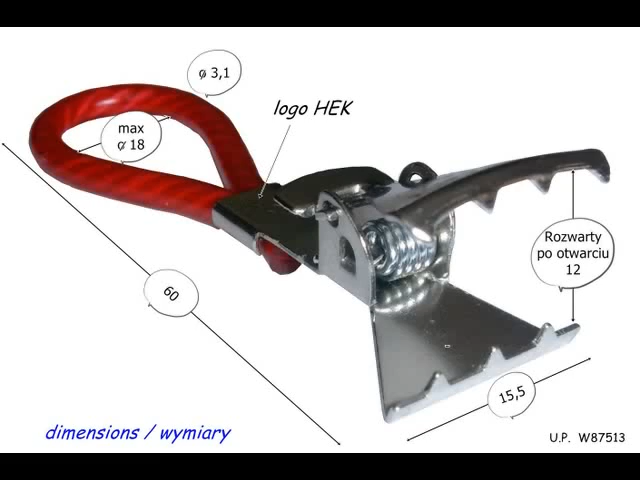 ø 3,1
logo HEK
max
ø 18
Rozwarty
po otwarciu
12
60
15,5
dimensions / wymiary
U.P. W87513